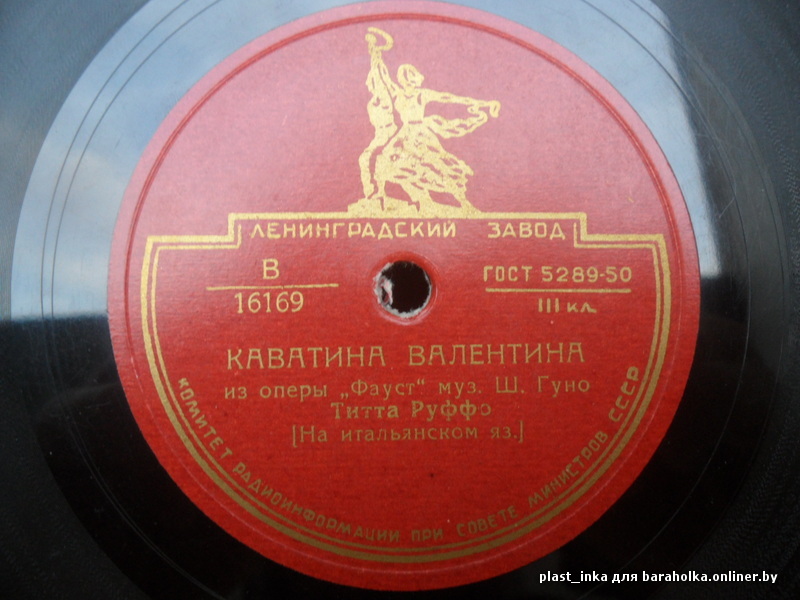 ЛЕНИНГРАДСКИЙ ЗАВОД
В
16169
ГОСТ 5289-50
III кл.
КАВАТИНА ВАЛЕНТИНА
из оперы „Фауст“ муз. Ш. Гуно
Титта Руффо
[На итальянском яз.]
КОМИТЕТ РАДИОИНФОРМАЦИИ ПРИ СОВЕТЕ МИНИСТРОВ СССР
plast_inka для baraholka.onliner.by